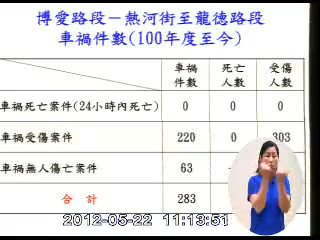 博愛路段－熱河街至龍德路段
車禍件數(100年度至今)
車禍件數 死亡人數 受傷人數
車禍死亡案件(24小時內死亡) 0 0 0
車禍受傷案件 220 0 303
車禍無人傷亡案件 63
合計 283
2012-05-22 11:13:51